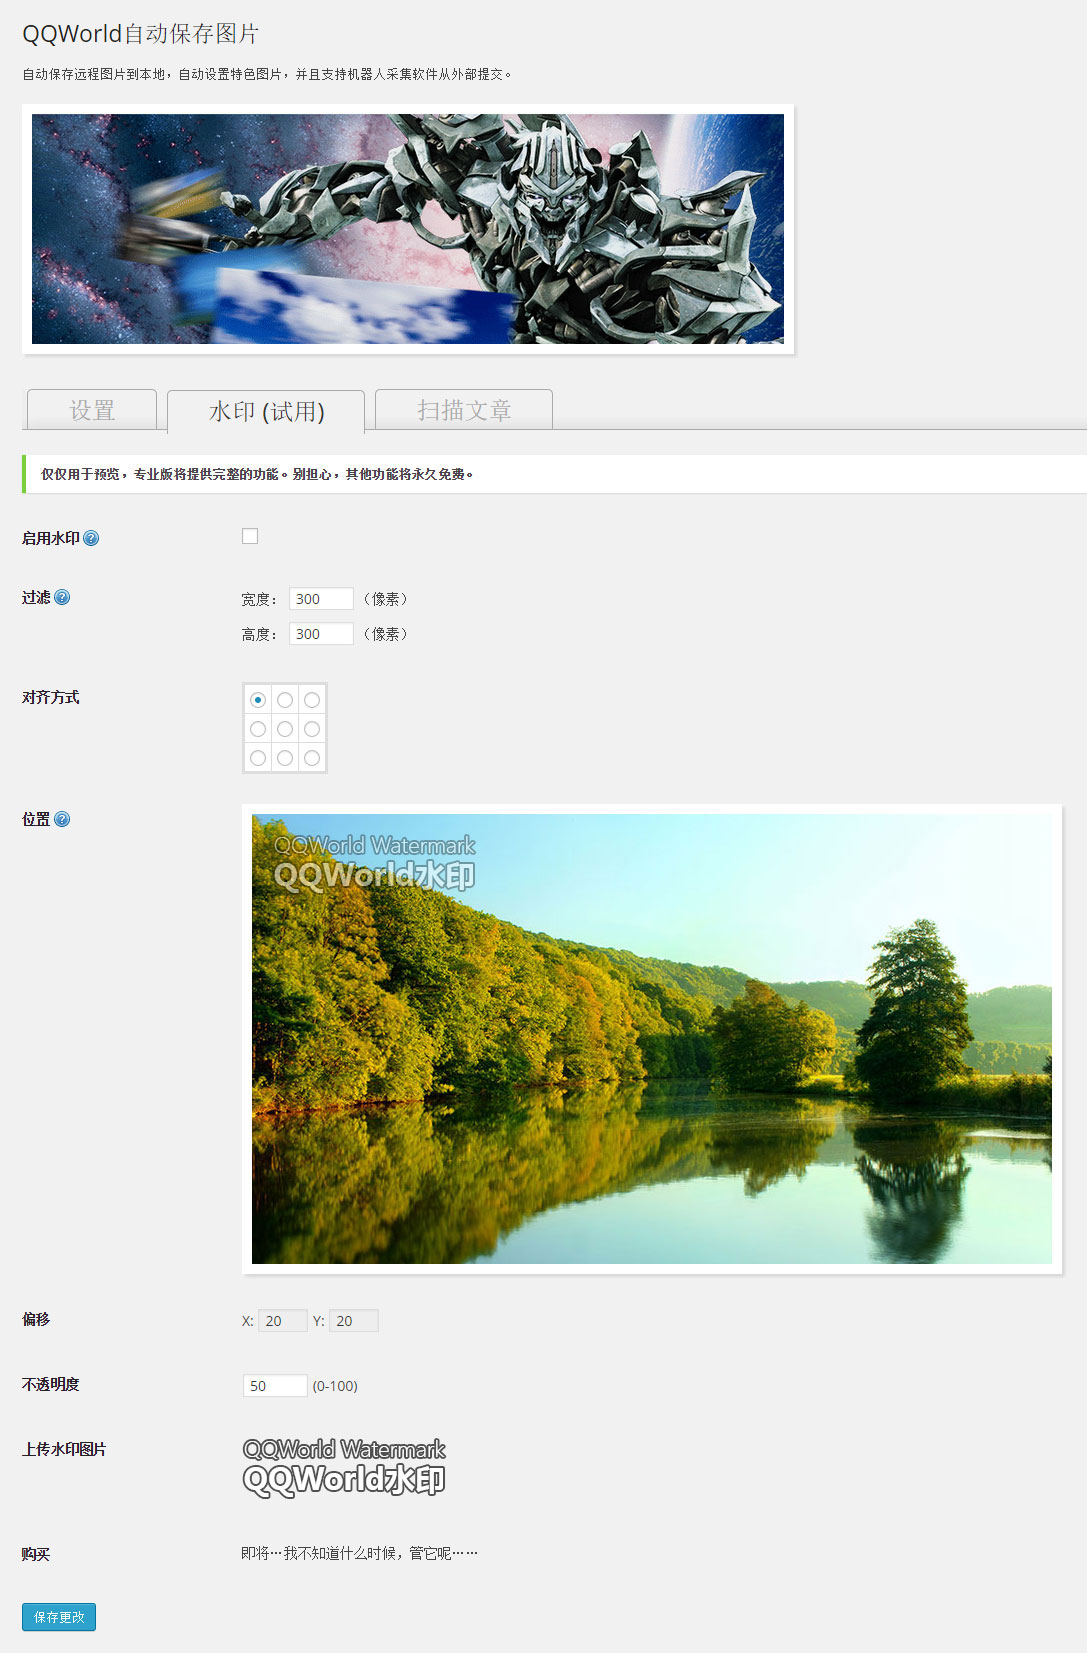 QQWorld自动保存图片
自动保存远程图片到本地，自动设置特色图片，并且支持机器人采集软件从外部提交。
设置 水印 (试用) 扫描文章
仅仅用于预览，专业版将提供完整的功能。别担心，其他功能将永久免费。
启用水印 ?
过滤 ? 宽度： 300 （像素）
高度： 300 （像素）
对齐方式
位置 ?
QQWorld Watermark
QQWorld水印
偏移 X: 20 Y: 20
不透明度 50 (0-100)
上传水印图片 QQWorld Watermark
QQWorld水印
购买 即将…我不知道什么时候，管它呢……
保存更改